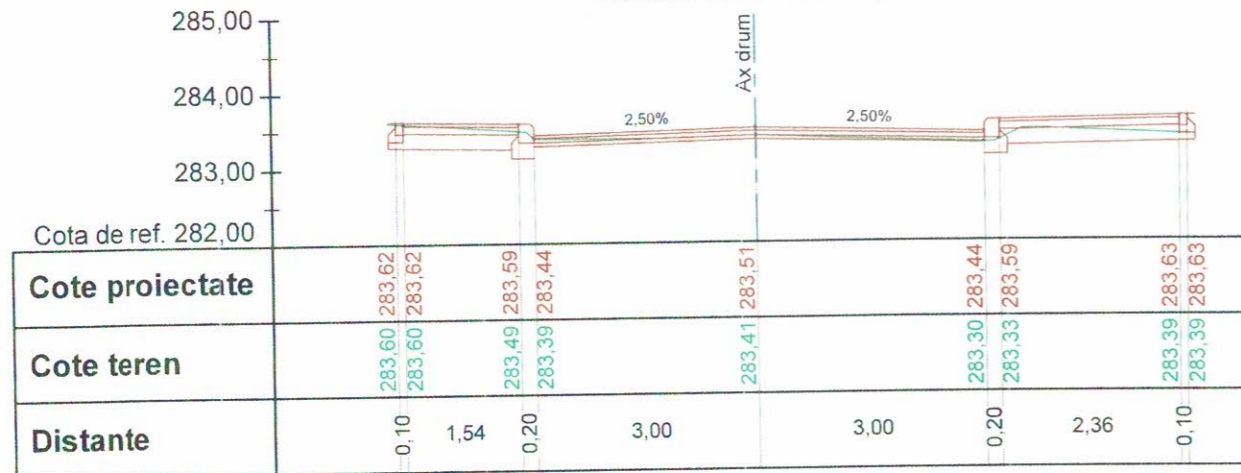 285,00
284,00
283,00
Cota de ref. 282,00
Ax drum
2,50% 2,50%
Cote proiectate 283,62 283,62 283,59 283,44 283,51 283,44 283,59 283,63 283,63
Cote teren 283,60 283,60 283,49 283,39 283,41 283,30 283,33 283,39 283,39
Distante 0,10 1,54 0,20 3,00 3,00 0,20 2,36 0,10